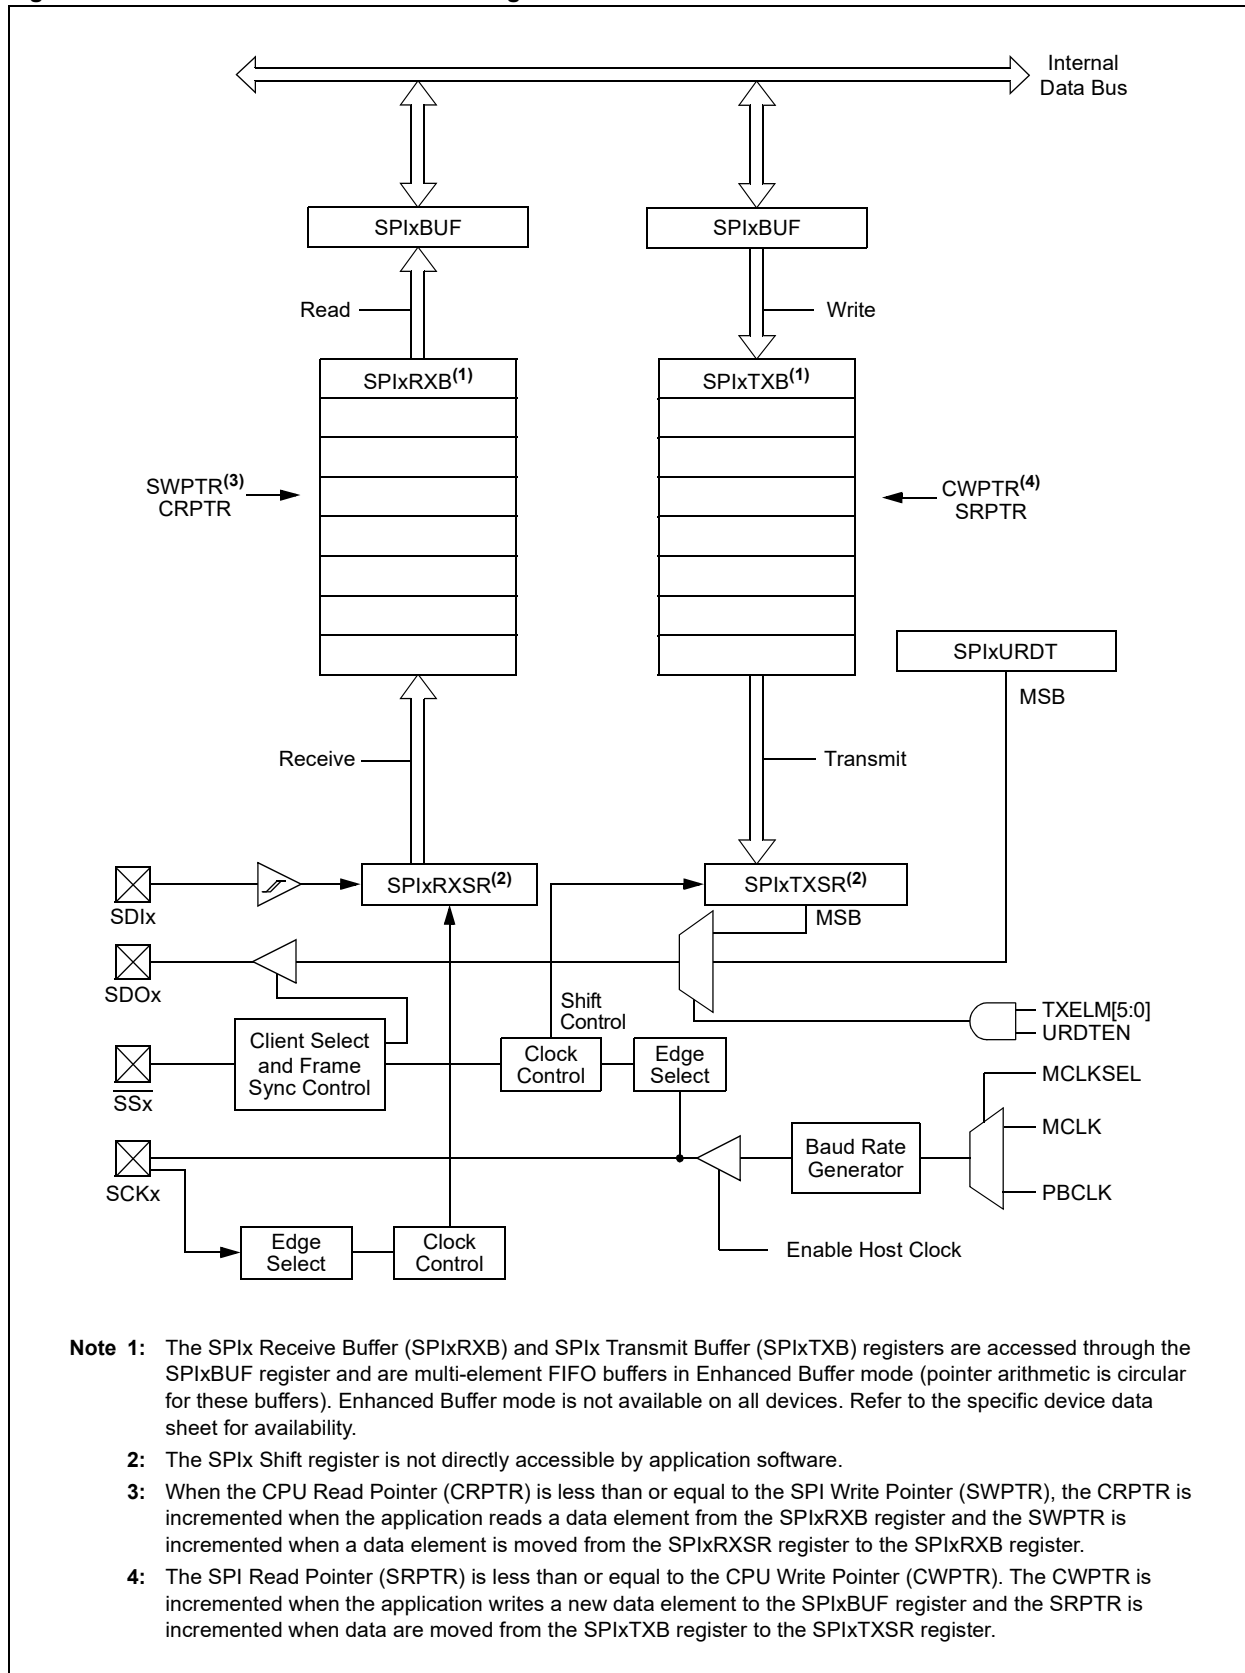 Internal
Data Bus
SPIxBUF
SPIxBUF
Read
Write
SPIxRXB(1)
SPIxTXB(1)
SWPTR(3)
CRPTR
CWPTR(4)
SRPTR
SPIxURDT
MSB
Receive
Transmit
SPIxRXSR(2)
SPIxTXSR(2)
SDIx
MSB
SDOx
Shift
Control
TXELM[5:0]
URDTEN
Client Select
and Frame
Sync Control
Clock
Control
Edge
Select
SSx
MCLKSEL
MCLK
Baud Rate
Generator
SCKx
PBCLK
Edge
Select
Clock
Control
Enable Host Clock
Note 1: The SPIx Receive Buffer (SPIxRXB) and SPIx Transmit Buffer (SPIxTXB) registers are accessed through the
SPIxBUF register and are multi-element FIFO buffers in Enhanced Buffer mode (pointer arithmetic is circular
for these buffers). Enhanced Buffer mode is not available on all devices. Refer to the specific device data
sheet for availability.
2: The SPIx Shift register is not directly accessible by application software.
3: When the CPU Read Pointer (CRPTR) is less than or equal to the SPI Write Pointer (SWPTR), the CRPTR is
incremented when the application reads a data element from the SPIxRXB register and the SWPTR is
incremented when a data element is moved from the SPIxRXSR register to the SPIxRXB register.
4: The SPI Read Pointer (SRPTR) is less than or equal to the CPU Write Pointer (CWPTR). The CWPTR is
incremented when the application writes a new data element to the SPIxBUF register and the SRPTR is
incremented when data are moved from the SPIxTXB register to the SPIxTXSR register.